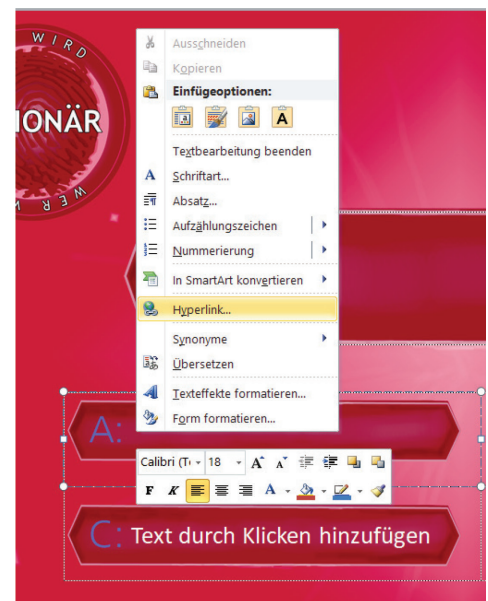 WIRD
IONÄR
WERK
Ausschneiden
Kopieren
Einfügeoptionen:
A
Textbearbeitung beenden
A Schriftart...
Absatz...
Aufzählungszeichen
Nummerierung
In SmartArt konvertieren
Hyperlink...
Synonyme
Übersetzen
Texteffekte formatieren...
Form formatieren...
A:
Calibri (T 18 A A
F K A
C: Text durch Klicken hinzufügen